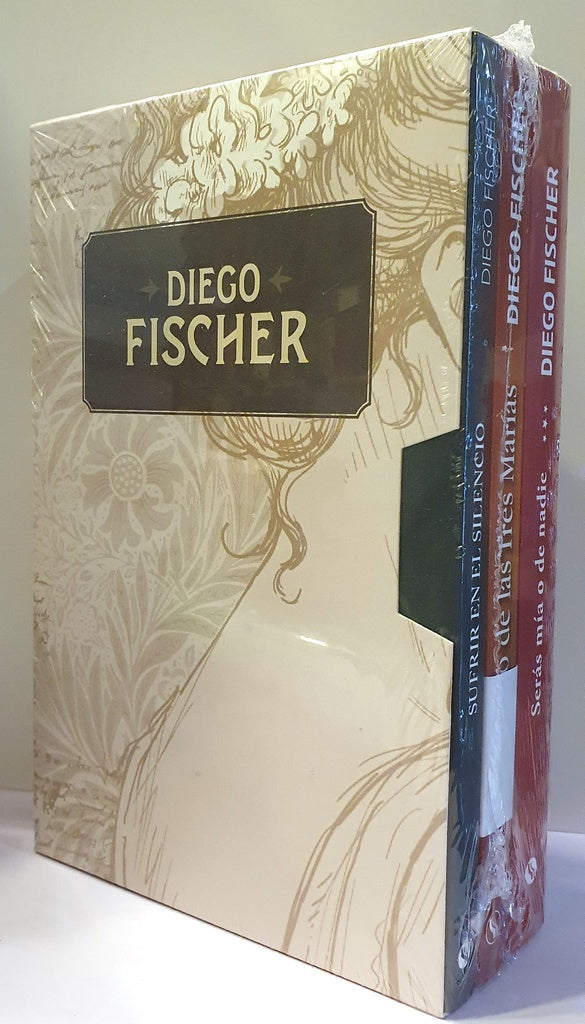 DIEGO
FISCHER
SUFRIR EN EL SILENCIO DIEGO FISCHER
o de las Tres Marías DIEGO FISCHER
Serás mía o de nadie *** DIEGO FISCHER